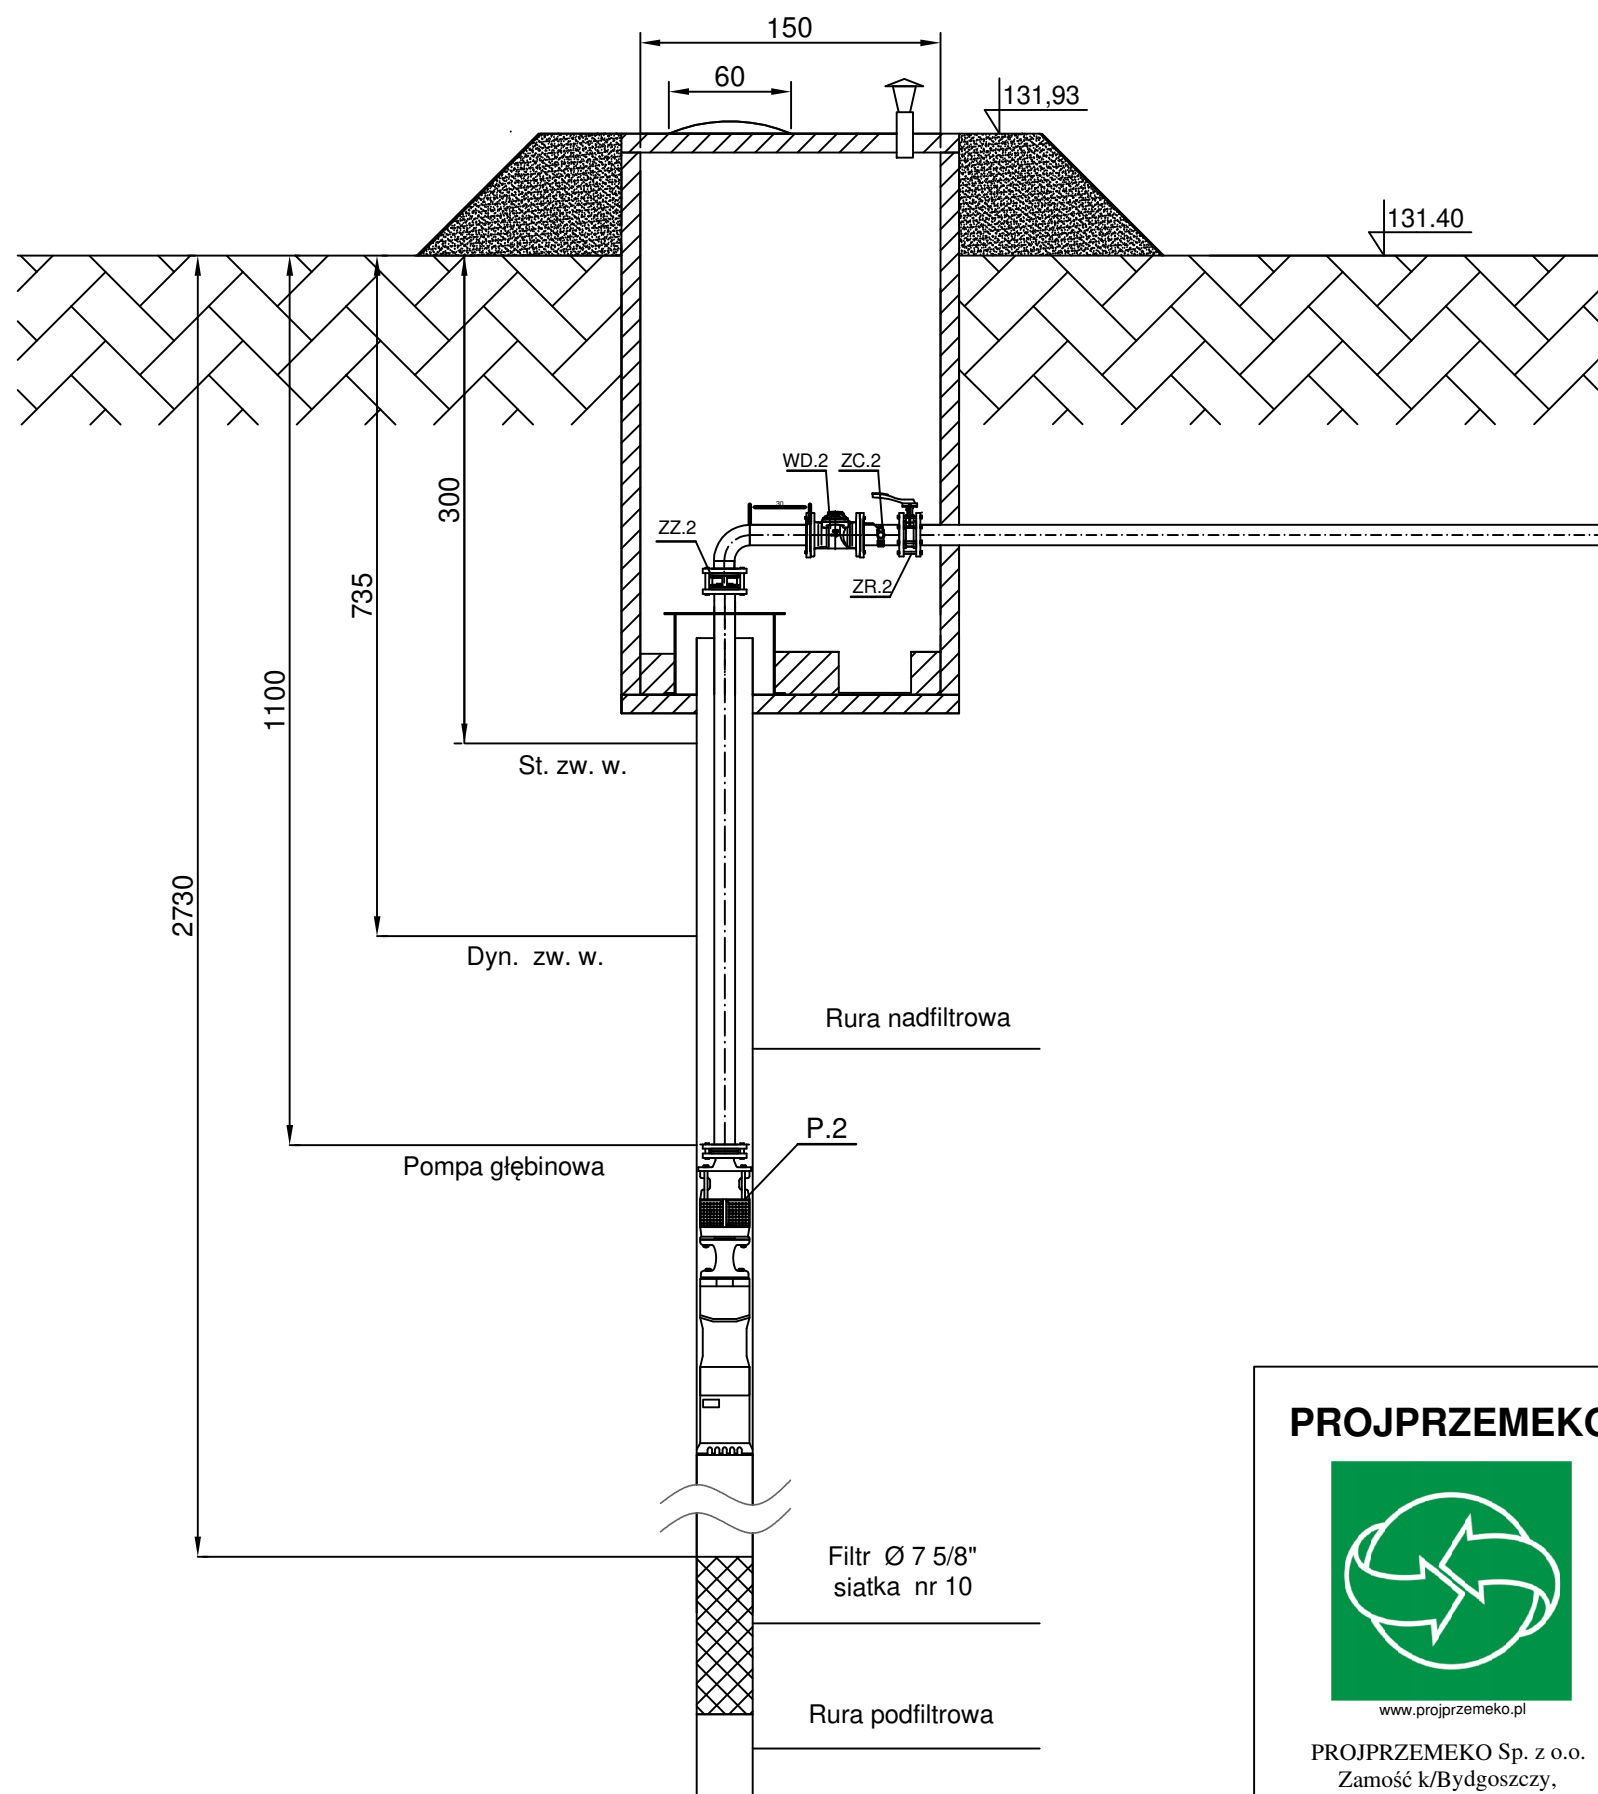 150
60
131,93
131.40
WD.2 ZC.2
30
300
ZZ.2
735
ZR.2
1100
St. zw. w.
2730
Dyn. zw. w.
Rura nadfiltrowa
P.2
Pompa głębinowa
PROJPRZEMEKO
Filtr Ø 7 5/8"
siatka nr 10
www.projprzemeko.pl
Rura podfiltrowa
PROJPRZEMEKO Sp. z o.o.
Zamość k/Bydgoszczy,